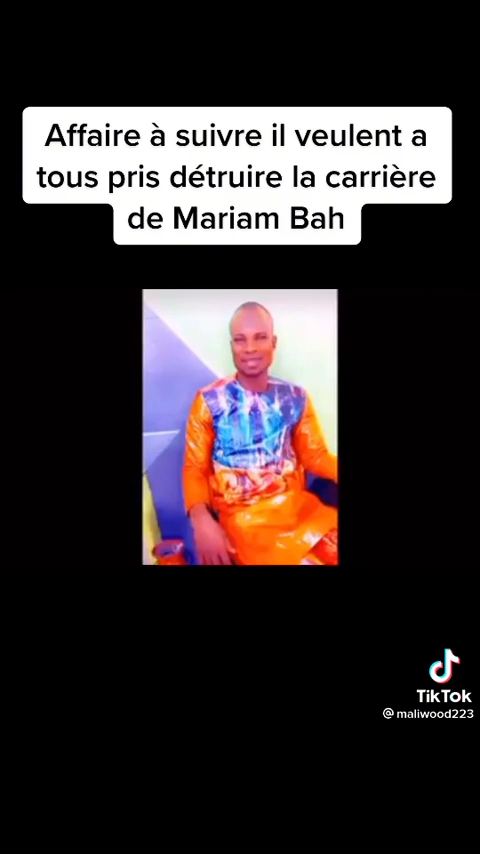 Affaire à suivre il veulent a
tous pris détruire la carrière
de Mariam Bah
TikTok
@ maliwood223